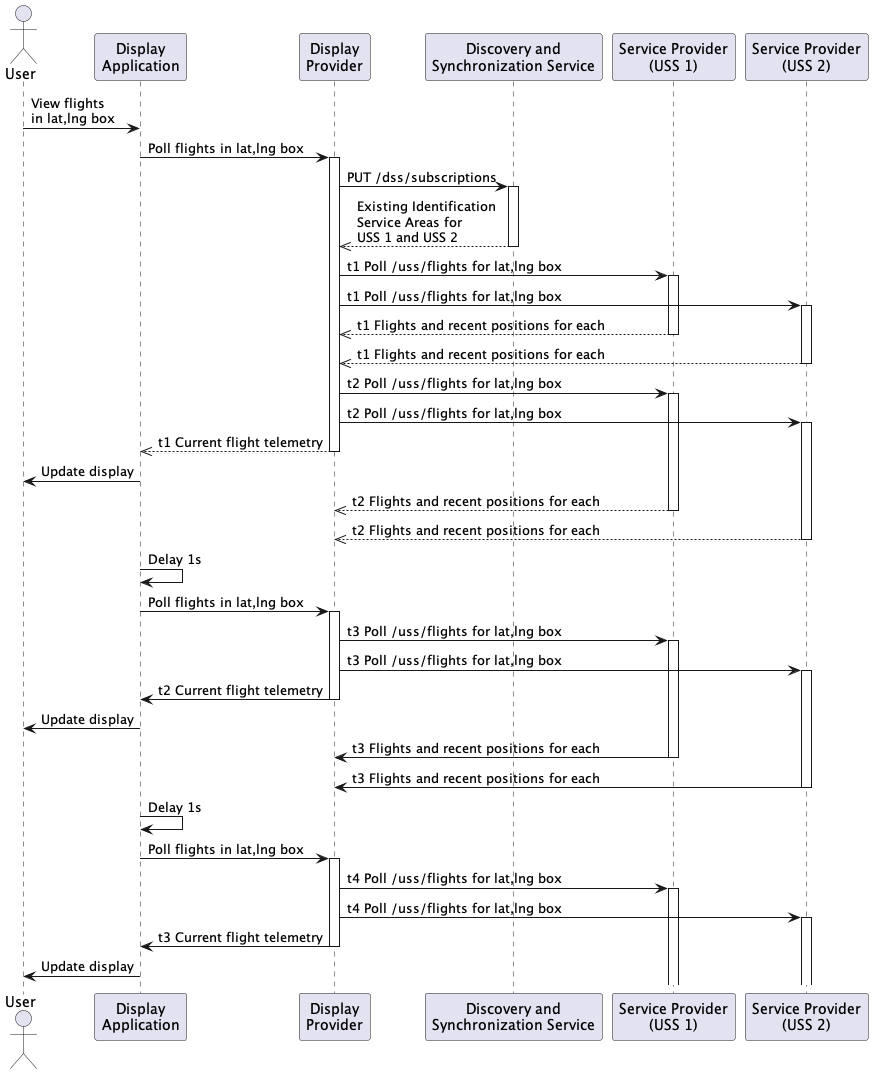 User
Display
Application
Display
Provider
Discovery and
Synchronization Service
Service Provider
(USS 1)
Service Provider
(USS 2)
View flights
in lat,lng box
Poll flights in lat,lng box
PUT /dss/subscriptions
Existing Identification
Service Areas for
USS 1 and USS 2
t1 Poll /uss/flights for lat,lng box
t1 Poll /uss/flights for lat,lng box
t1 Flights and recent positions for each
t1 Flights and recent positions for each
t2 Poll /uss/flights for lat,lng box
t2 Poll /uss/flights for lat,lng box
t1 Current flight telemetry
Update display
t2 Flights and recent positions for each
t2 Flights and recent positions for each
Delay 1s
Poll flights in lat,lng box
t3 Poll /uss/flights for lat,lng box
t3 Poll /uss/flights for lat,lng box
t2 Current flight telemetry
Update display
t3 Flights and recent positions for each
t3 Flights and recent positions for each
Delay 1s
Poll flights in lat,lng box
t4 Poll /uss/flights for lat,lng box
t4 Poll /uss/flights for lat,lng box
t3 Current flight telemetry
Update display
User
Display
Application
Display
Provider
Discovery and
Synchronization Service
Service Provider
(USS 1)
Service Provider
(USS 2)